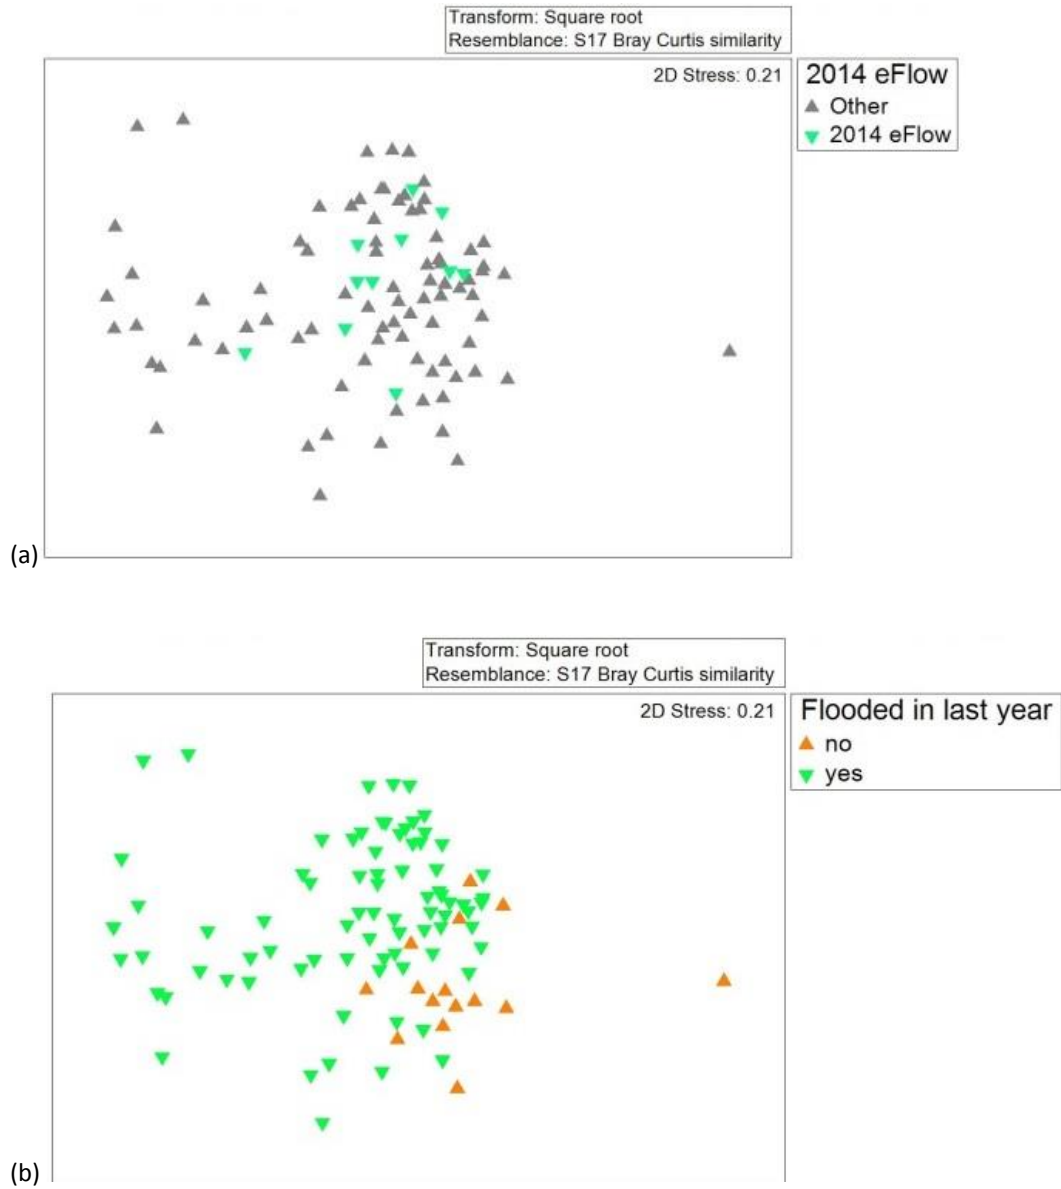 Transform: Square root
Resemblance: S17 Bray Curtis similarity
2D Stress: 0.21
2014 eFlow
Other
2014 eFlow
(a)
Transform: Square root
Resemblance: S17 Bray Curtis similarity
2D Stress: 0.21
Flooded in last year
no
yes
(b)